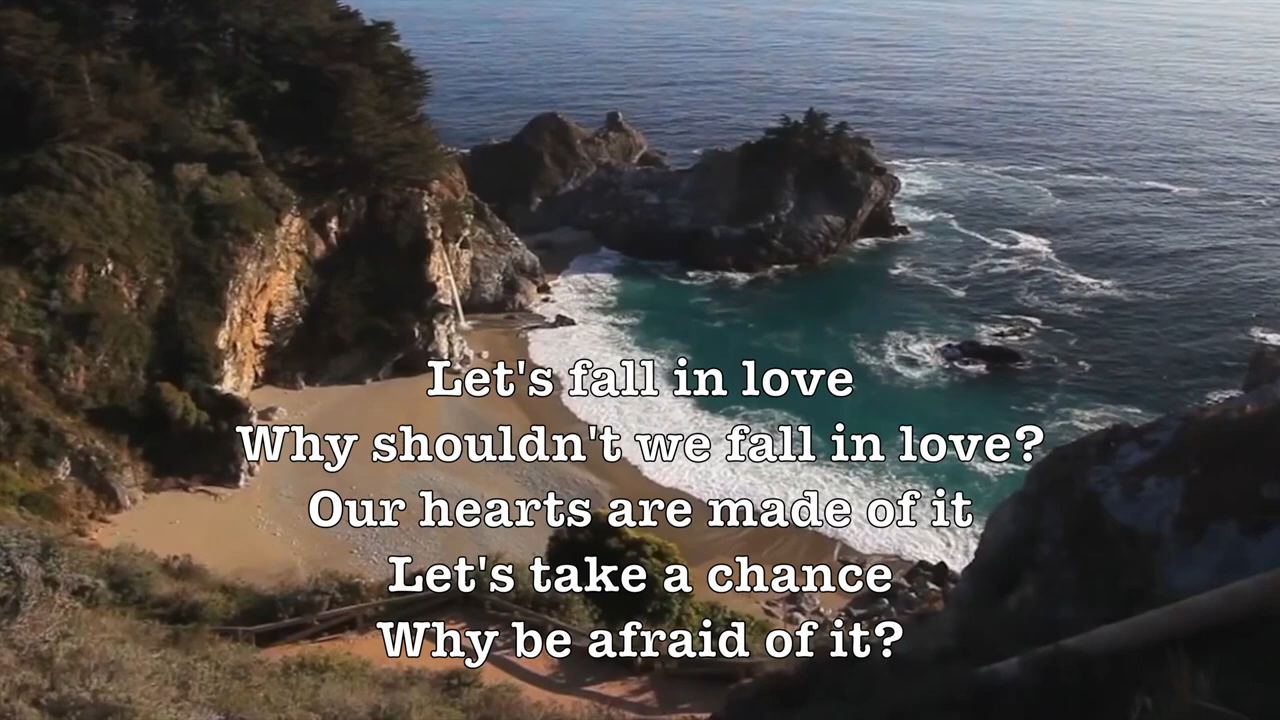 Let's fall in love
Why shouldn't we fall in love?
Our hearts are made of it
Let's take a chance
Why be afraid of it?